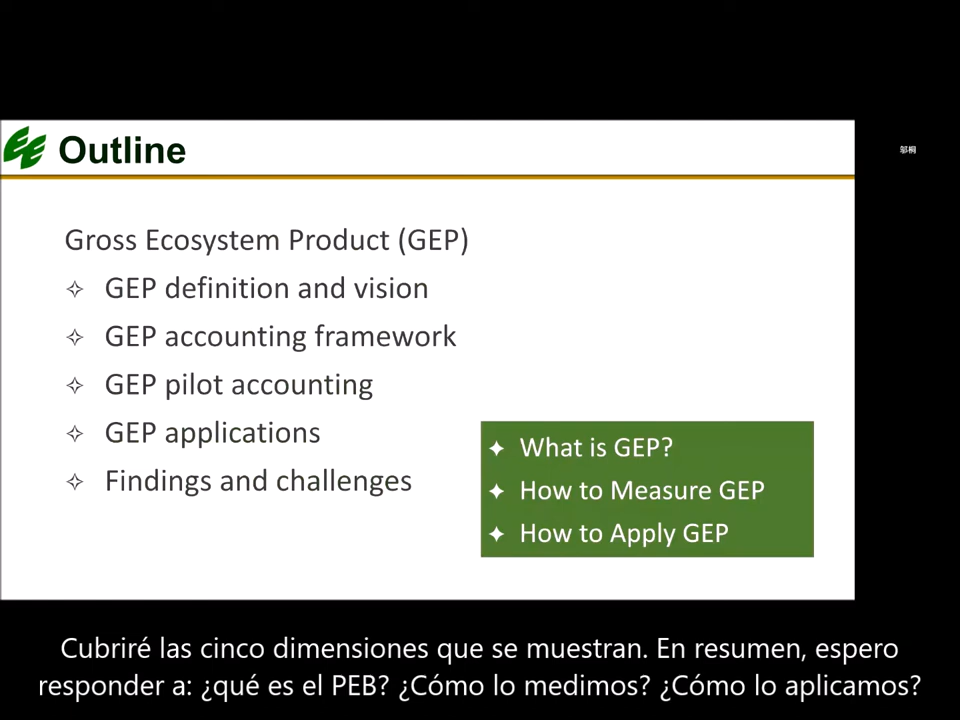 Outline
邬桐
Gross Ecosystem Product (GEP)
✧ GEP definition and vision
✧ GEP accounting framework
✧ GEP pilot accounting
✧ GEP applications
✧ Findings and challenges
✦ What is GEP?
✦ How to Measure GEP
✦ How to Apply GEP
Cubriré las cinco dimensiones que se muestran. En resumen, espero
responder a: ¿qué es el PEB? ¿Cómo lo medimos? ¿Cómo lo aplicamos?